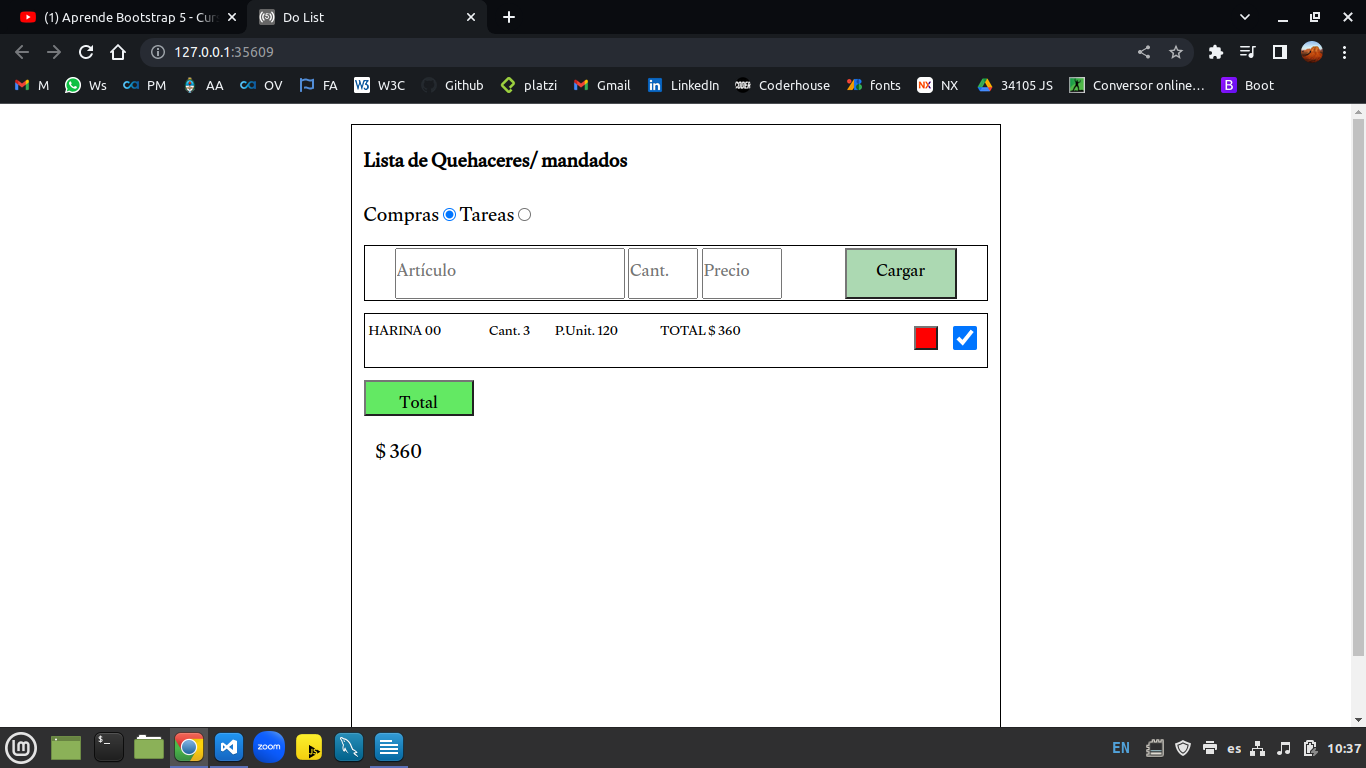 (1) Aprende Bootstrap 5 - Cur
Do List
127.0.0.1:35609
M Ws PM AA OV FA W3C Github platzi Gmail LinkedIn Coderhouse fonts NX 34105 JS Conversor online... Boot
Lista de Quehaceres/ mandados
Compras Tareas
Artículo Cant. Precio Cargar
HARINA 00 Cant. 3 P.Unit. 120 TOTAL $ 360
Total
$ 360
zoom
EN es 10:37